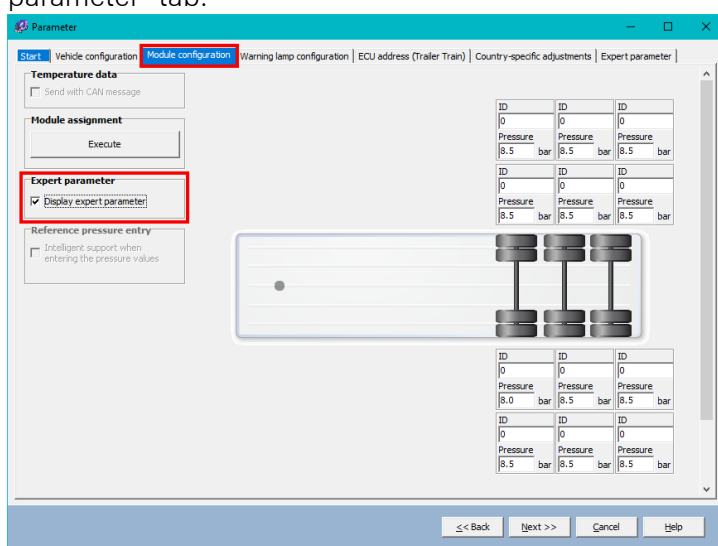 parameter" tab.
Parameter
Start Vehicle configuration Module configuration Warning lamp configuration ECU address (Trailer Train) Country-specific adjustments Expert parameter
Temperature data
Send with CAN message
Module assignment
Execute
Expert parameter
Display expert parameter
Reference pressure entry
Intelligent support when
entering the pressure values
ID ID ID
0 0 0
Pressure Pressure Pressure
8.5 bar 8.5 bar 8.5 bar
ID ID ID
0 0 0
Pressure Pressure Pressure
8.5 bar 8.5 bar 8.5 bar
ID ID ID
0 0 0
Pressure Pressure Pressure
8.0 bar 8.5 bar 8.5 bar
ID ID ID
0 0 0
Pressure Pressure Pressure
8.5 bar 8.5 bar 8.5 bar
<< Back Next >> Cancel Help